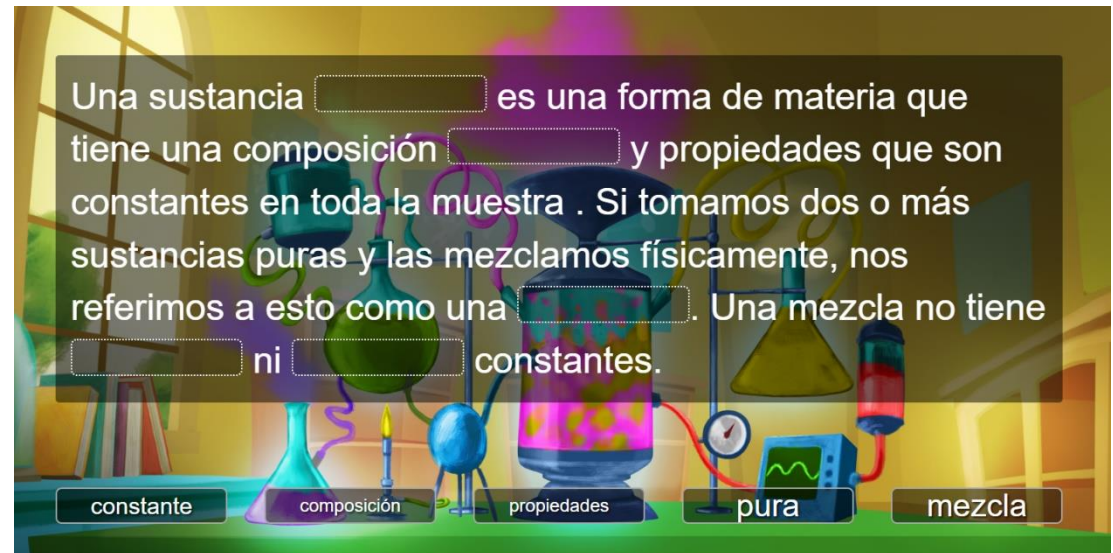 Una sustancia es una forma de materia que
tiene una composición y propiedades que son
constantes en toda la muestra . Si tomamos dos o más
sustancias puras y las mezclamos físicamente, nos
referimos a esto como una . Una mezcla no tiene
ni constantes.
constante composición propiedades pura mezcla